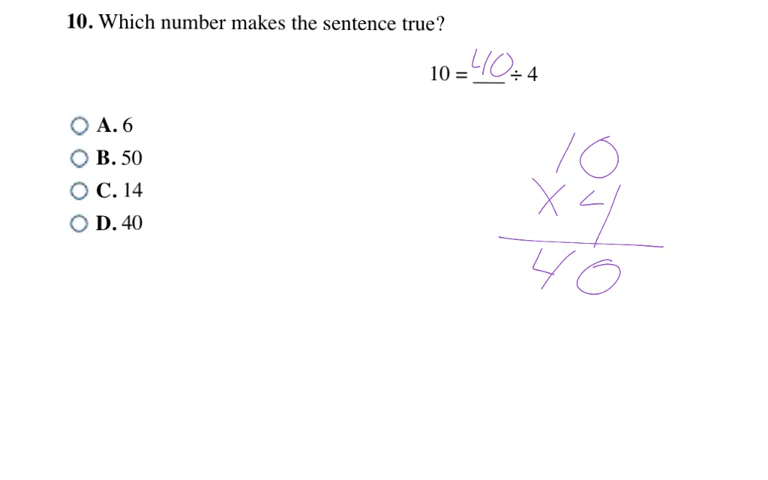 10. Which number makes the sentence true?
10 = 40 ÷ 4
A. 6
B. 50
C. 14
D. 40
10
x 4
40